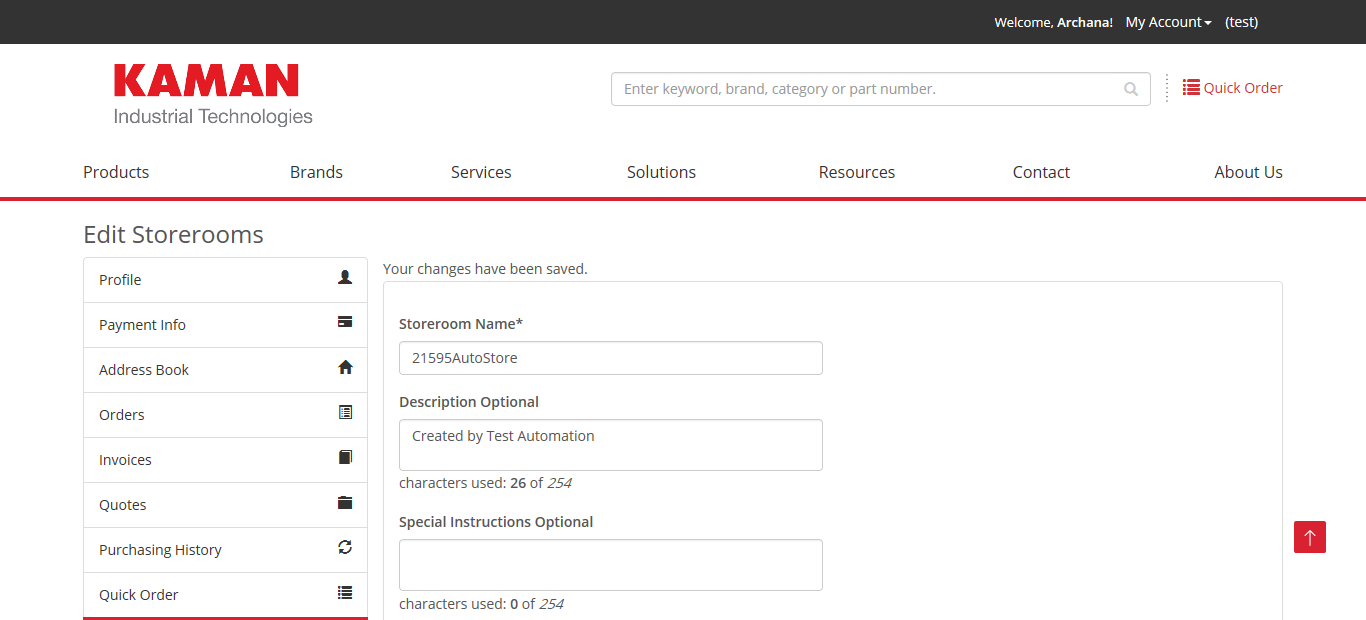 Welcome, Archana! My Account (test)
KAMAN
Industrial Technologies
Enter keyword, brand, category or part number.
Quick Order
Products Brands Services Solutions Resources Contact About Us
Edit Storerooms
Profile
Payment Info
Address Book
Orders
Invoices
Quotes
Purchasing History
Quick Order
Your changes have been saved.
Storeroom Name*
21595AutoStore
Description Optional
Created by Test Automation
characters used: 26 of 254
Special Instructions Optional
characters used: 0 of 254